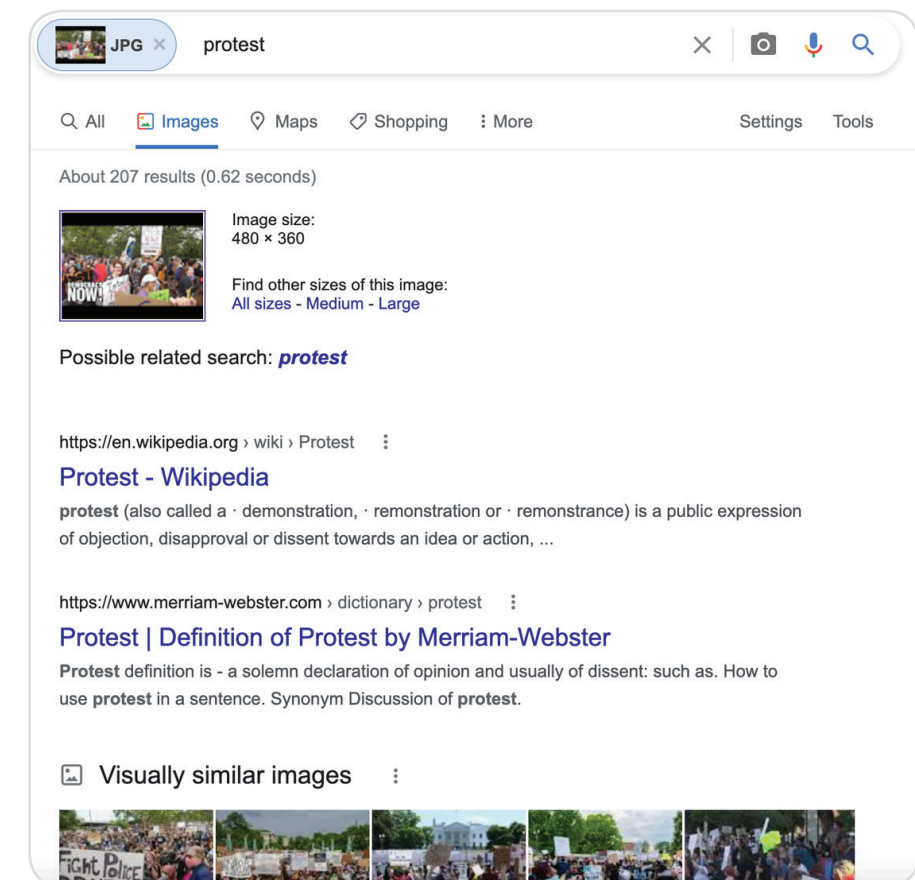 JPG × protest
All Images Maps Shopping More Settings Tools
About 207 results (0.62 seconds)
Image size:
480 × 360
Find other sizes of this image:
All sizes - Medium - Large
DEMOCRACY
NOW!
Possible related search: protest
https://en.wikipedia.org › wiki › Protest
Protest - Wikipedia
protest (also called a · demonstration, · remonstration or · remonstrance) is a public expression
of objection, disapproval or dissent towards an idea or action, ...
https://www.merriam-webster.com › dictionary › protest
Protest | Definition of Protest by Merriam-Webster
Protest definition is - a solemn declaration of opinion and usually of dissent: such as. How to
use protest in a sentence. Synonym Discussion of protest.
Visually similar images
Fight Police